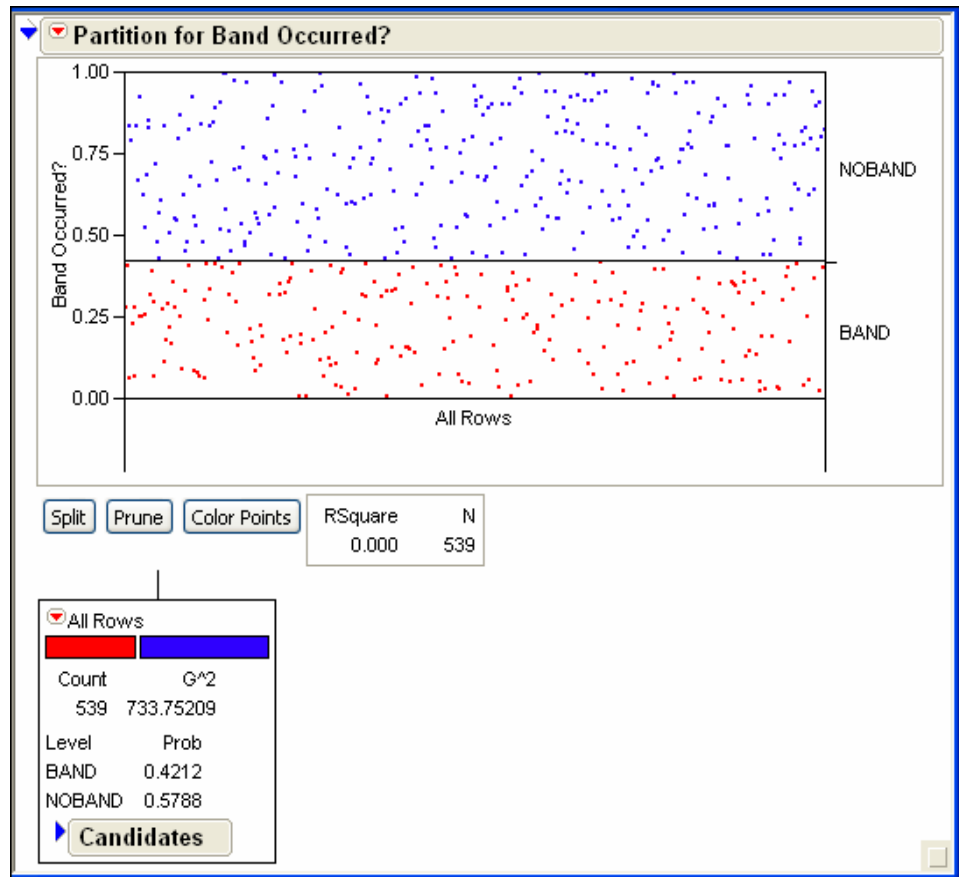 Partition for Band Occurred?
1.00
0.75
0.50
0.25
0.00
Band Occurred?
NOBAND
BAND
All Rows
Split Prune Color Points
RSquare N
0.000 539
All Rows
Count G^2
539 733.75209
Level Prob
BAND 0.4212
NOBAND 0.5788
Candidates